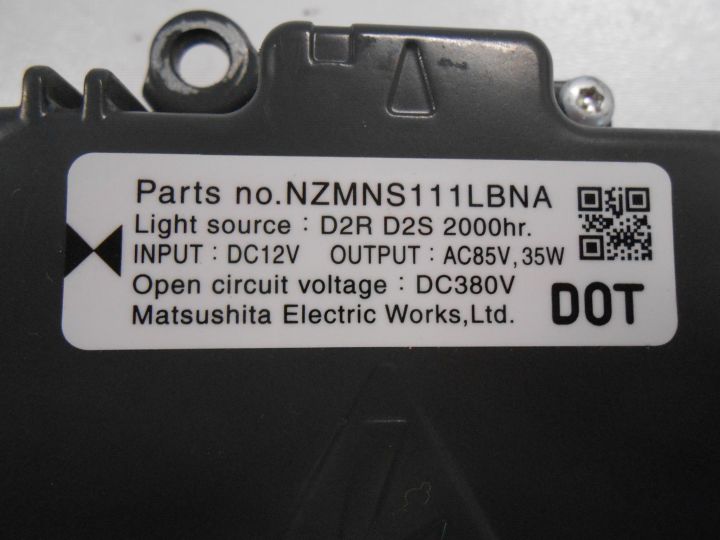 Parts no.NZMNS111LBNA
Light source : D2R D2S 2000hr.
INPUT : DC12V OUTPUT : AC85V,35W
Open circuit voltage : DC380V
Matsushita Electric Works,Ltd.
DOT